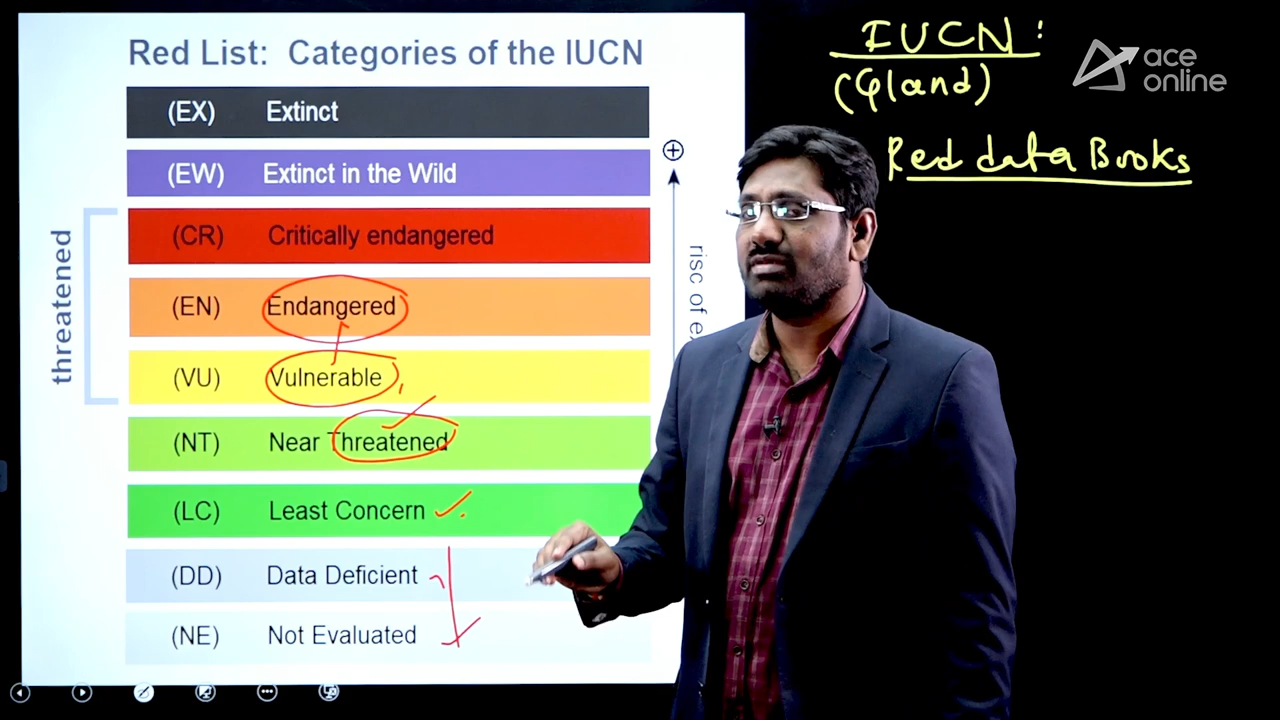 Red List: Categories of the IUCN
(EX) Extinct
(EW) Extinct in the Wild
(CR) Critically endangered
(EN) Endangered
(VU) Vulnerable
(NT) Near Threatened
(LC) Least Concern
(DD) Data Deficient
(NE) Not Evaluated
threatened
risc of e
IUCN:
(Gland)
Red data Books
ace
online